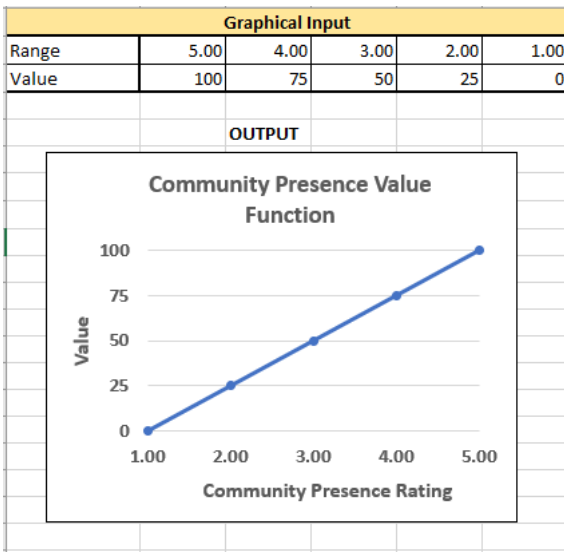 Graphical Input
Range 5.00 4.00 3.00 2.00 1.00
Value 100 75 50 25 0
OUTPUT
Community Presence Value
Function
100
75
50
25
0
Value
1.00 2.00 3.00 4.00 5.00
Community Presence Rating